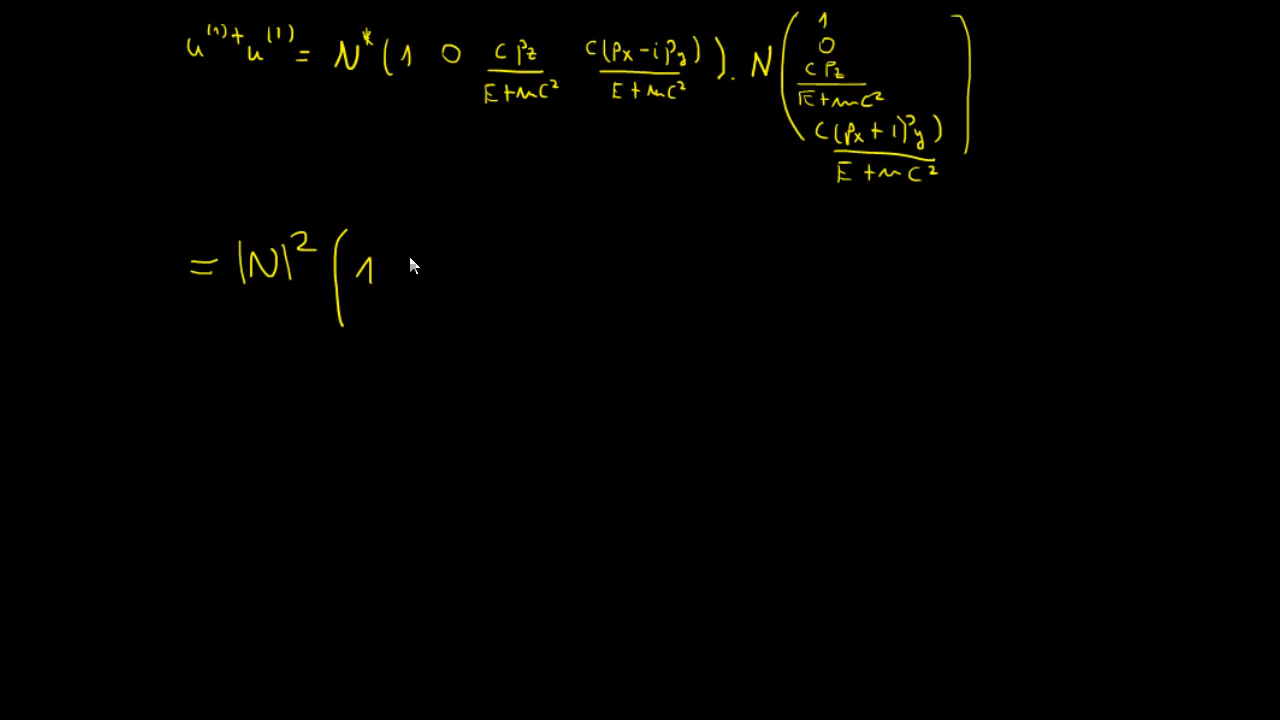 u⁽¹⁾⁺ u⁽¹⁾ = N* ( 1 0 cp_z/(E+mc²) c(p_x-ip_y)/(E+mc²) ) . N ( 1 0 cp_z/(E+mc²) c(p_x+ip_y)/(E+mc²) )
= |N|² ( 1